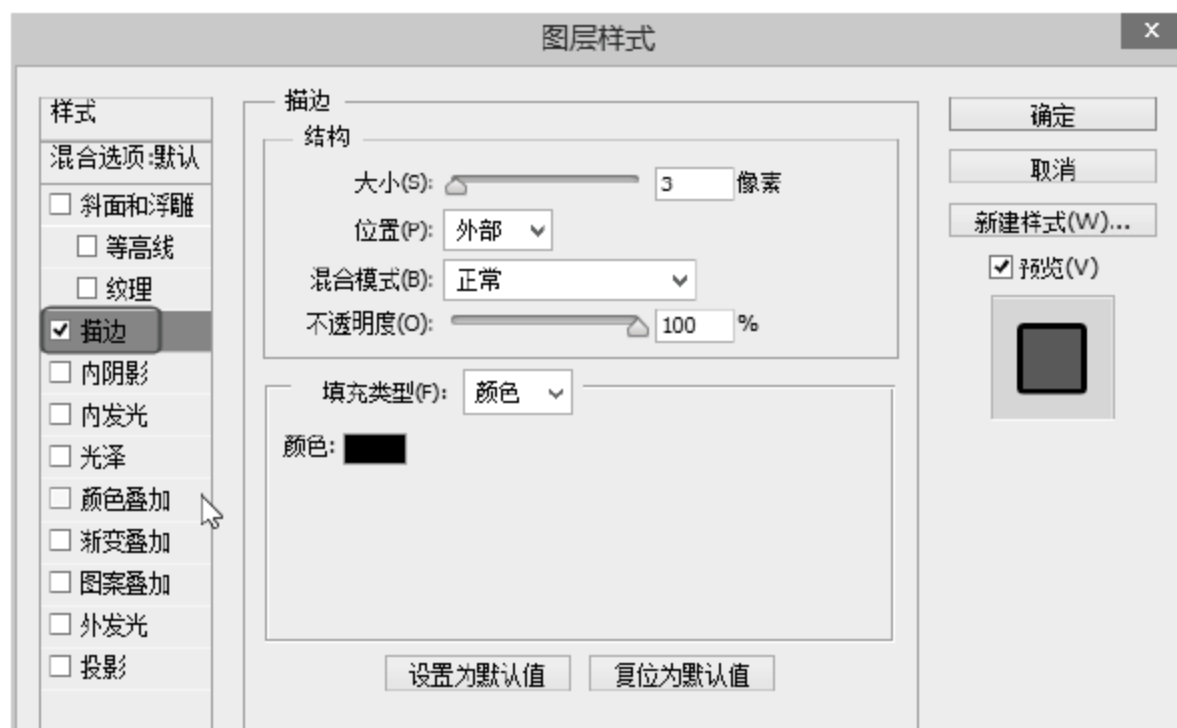 图层样式
x
样式
混合选项:默认
斜面和浮雕
等高线
纹理
描边
内阴影
内发光
光泽
颜色叠加
渐变叠加
图案叠加
外发光
投影
描边
结构
大小(S): 3 像素
位置(P): 外部
混合模式(B): 正常
不透明度(O): 100 %
填充类型(F): 颜色
颜色:
设置为默认值 复位为默认值
确定
取消
新建样式(W)...
预览(V)